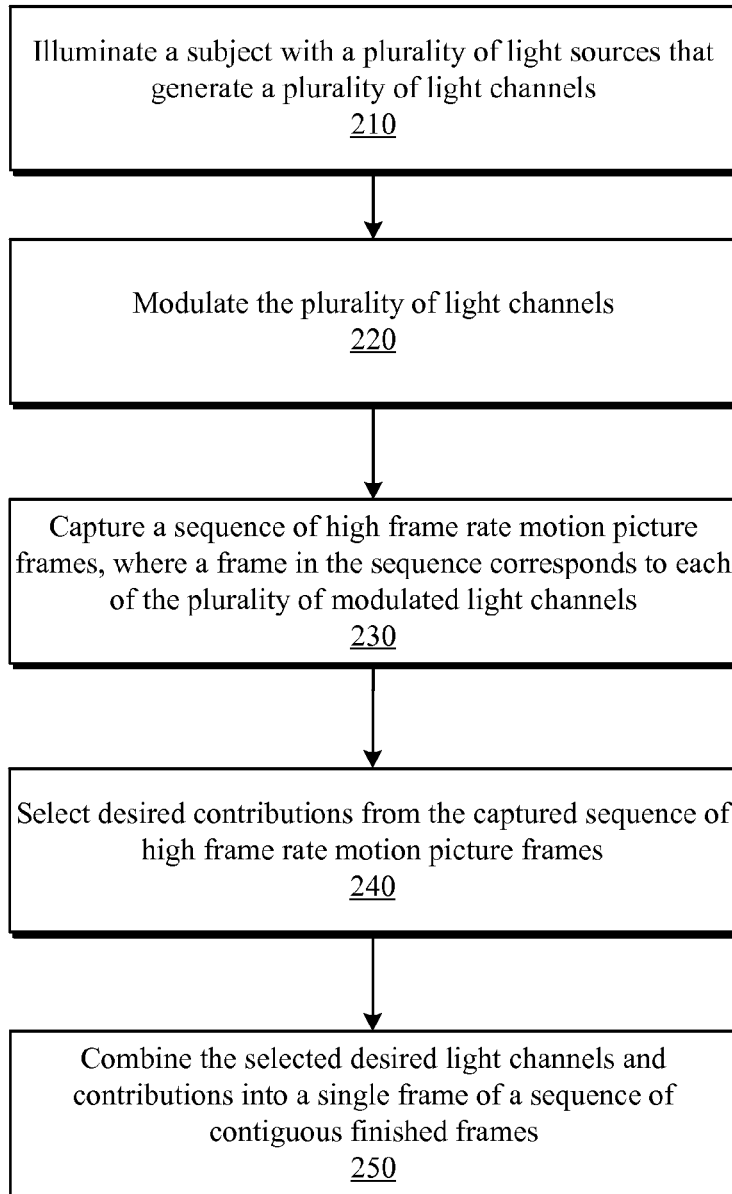 Illuminate a subject with a plurality of light sources that
generate a plurality of light channels
210
Modulate the plurality of light channels
220
Capture a sequence of high frame rate motion picture
frames, where a frame in the sequence corresponds to each
of the plurality of modulated light channels
230
Select desired contributions from the captured sequence of
high frame rate motion picture frames
240
Combine the selected desired light channels and
contributions into a single frame of a sequence of
contiguous finished frames
250